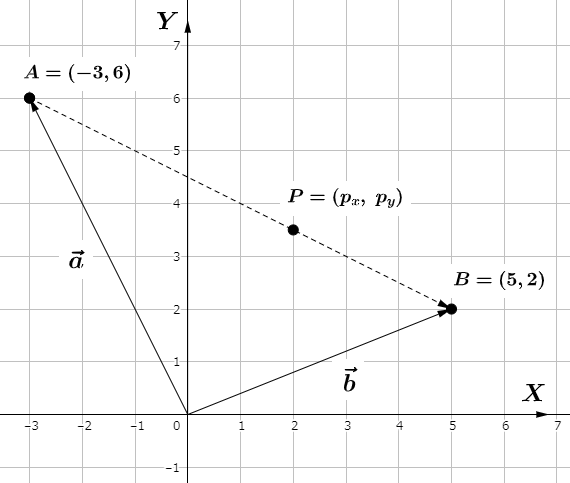 Y
7
A = (−3, 6)
6
5
P = (pₓ, p_y)
4
3
a⃗
B = (5, 2)
2
1
b⃗
X
−3 −2 −1 0 1 2 3 4 5 6 7
−1